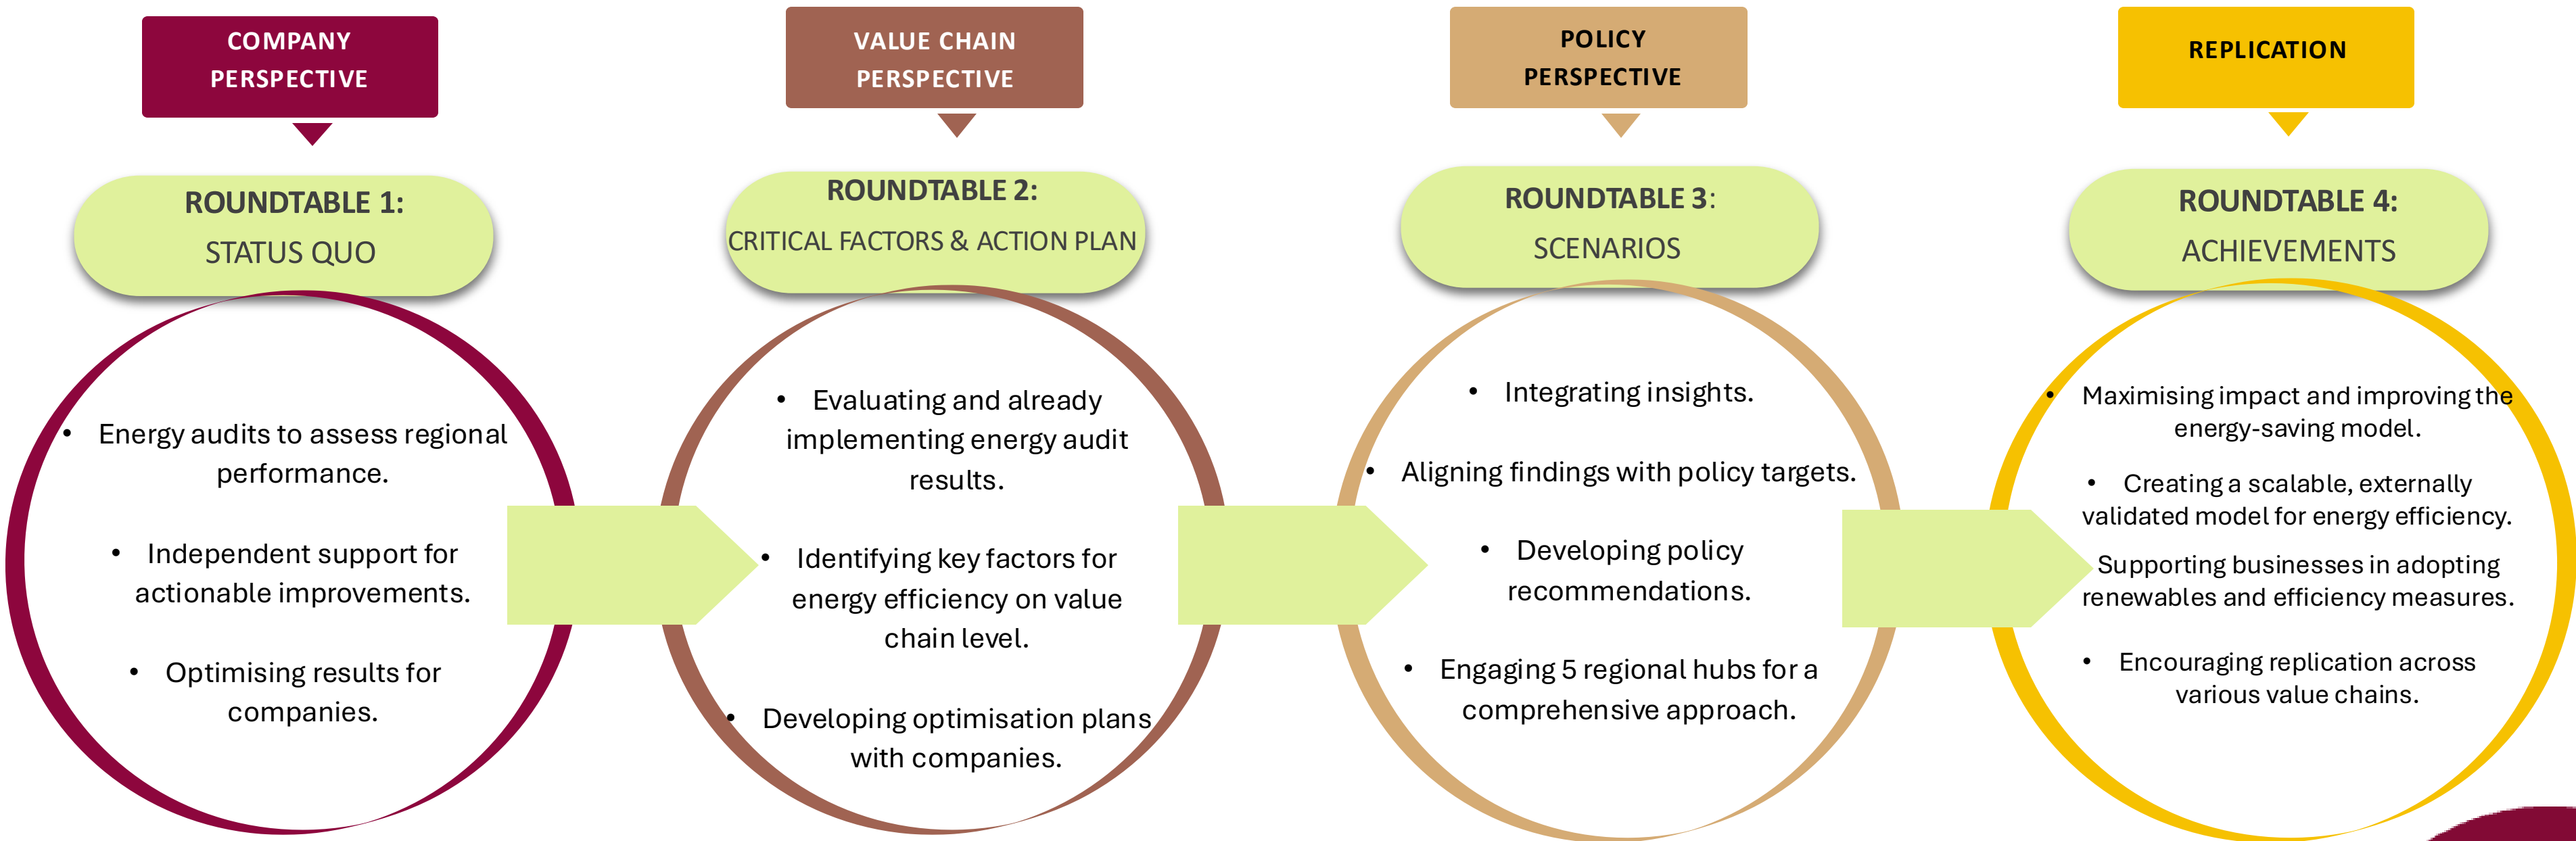 COMPANY
PERSPECTIVE
ROUNDTABLE 1:
STATUS QUO
• Energy audits to assess regional
performance.
• Independent support for
actionable improvements.
• Optimising results for
companies.
VALUE CHAIN
PERSPECTIVE
ROUNDTABLE 2:
CRITICAL FACTORS & ACTION PLAN
• Evaluating and already
implementing energy audit
results.
• Identifying key factors for
energy efficiency on value
chain level.
• Developing optimisation plans
with companies.
POLICY
PERSPECTIVE
ROUNDTABLE 3:
SCENARIOS
• Integrating insights.
• Aligning findings with policy targets.
• Developing policy
recommendations.
• Engaging 5 regional hubs for a
comprehensive approach.
REPLICATION
ROUNDTABLE 4:
ACHIEVEMENTS
• Maximising impact and improving the
energy-saving model.
• Creating a scalable, externally
validated model for energy efficiency.
Supporting businesses in adopting
renewables and efficiency measures.
• Encouraging replication across
various value chains.